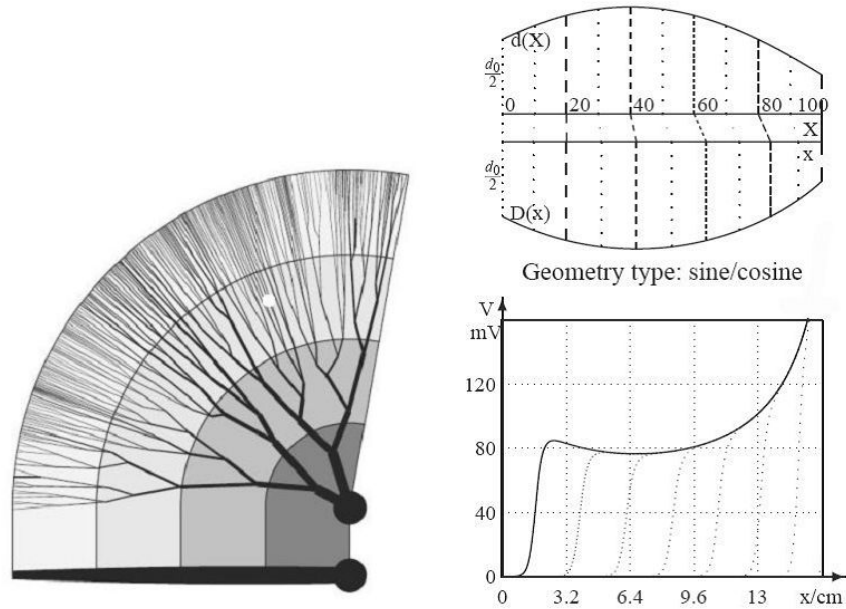 d(X)
d₀/2
0 20 40 60 80 100
X
x
d₀/2
D(x)
Geometry type: sine/cosine
V
mV
120
80
40
0 3.2 6.4 9.6 13 x/cm